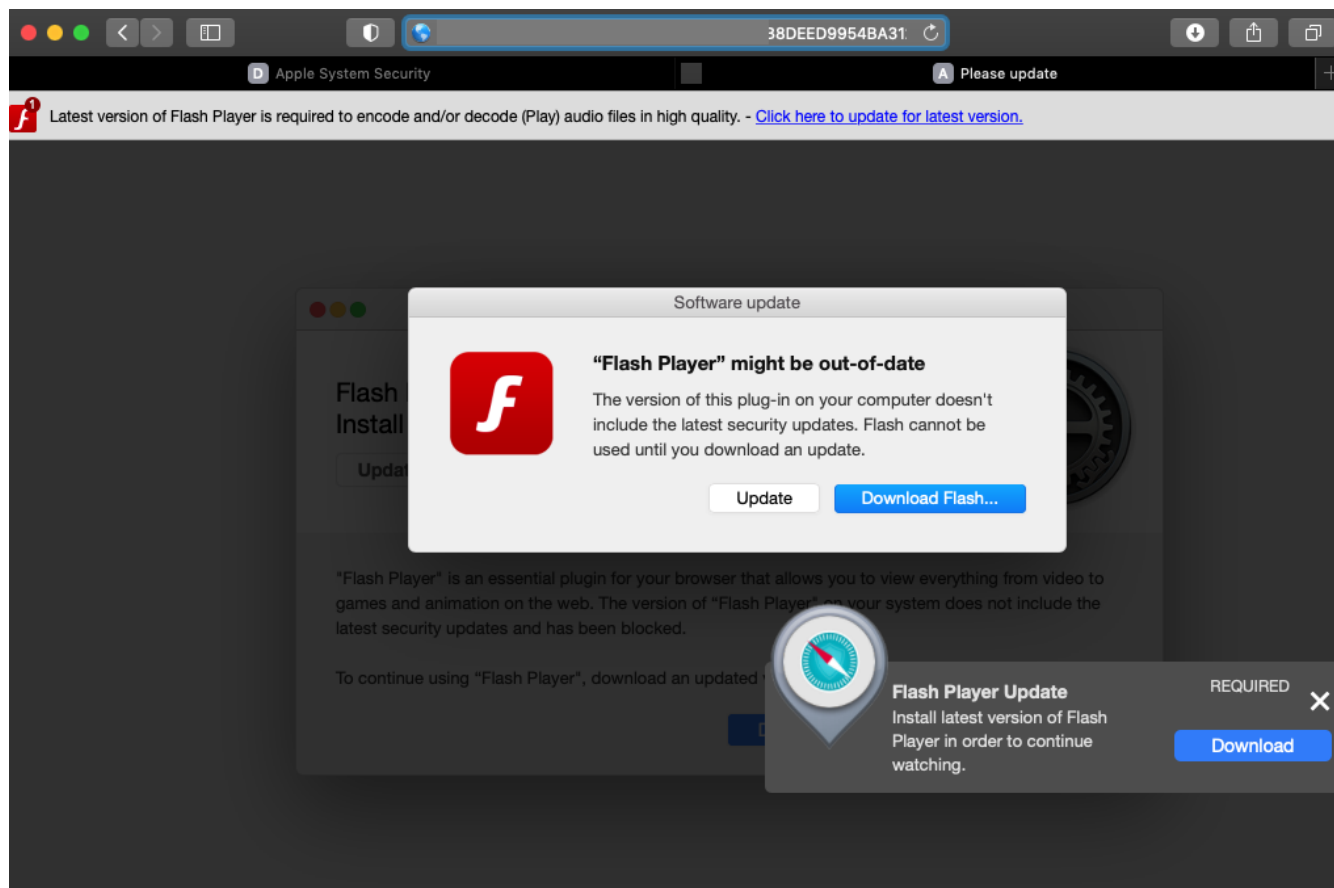 38DEED9954BA31
D Apple System Security
A Please update
1
Latest version of Flash Player is required to encode and/or decode (Play) audio files in high quality. - Click here to update for latest version.
Software update
“Flash Player” might be out-of-date
The version of this plug-in on your computer doesn't
include the latest security updates. Flash cannot be
used until you download an update.
Update
Download Flash...
Flash
Install
Updat
"Flash Player" is an essential plugin for your browser that allows you to view everything from video to
games and animation on the web. The version of "Flash Player" on your system does not include the
latest security updates and has been blocked.
To continue using "Flash Player", download an updated
Flash Player Update
REQUIRED
Install latest version of Flash
Player in order to continue
watching.
Download